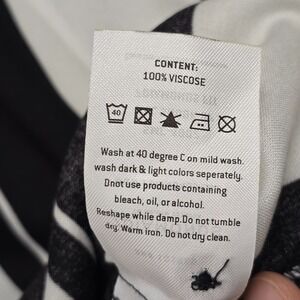 CONTENT:
100% VISCOSE
40
Wash at 40 degree C on mild wash.
wash dark & light colors seperately.
Dnot use products containing
bleach, oil, or alcohol.
Reshape while damp.Do not tumble
dry. Warm iron. Do not dry clean.